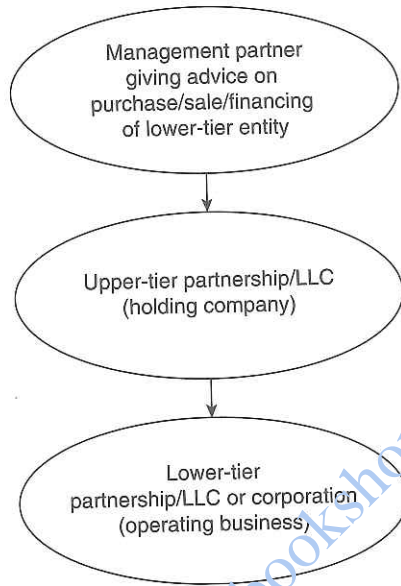 Management partner
giving advice on
purchase/sale/financing
of lower-tier entity
Upper-tier partnership/LLC
(holding company)
Lower-tier
partnership/LLC or corporation
(operating business)
bookshop